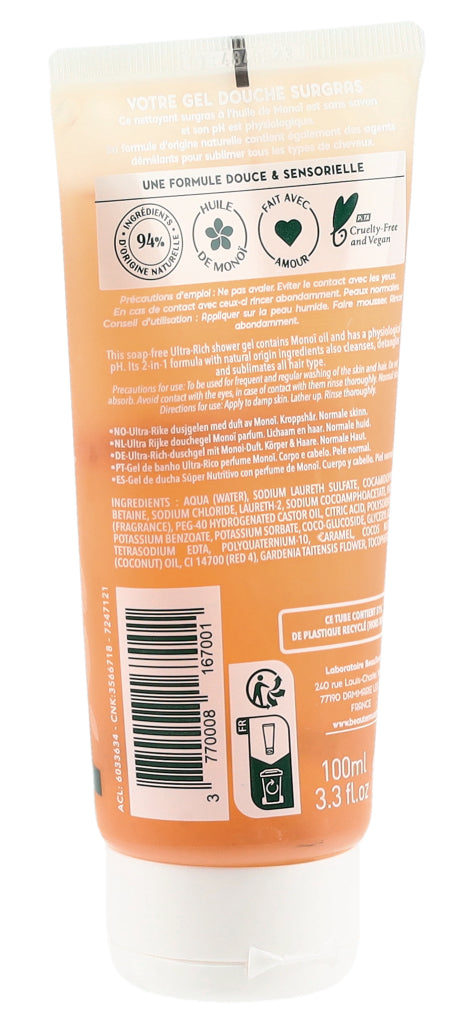 VOTRE GEL DOUCHE SURGRAS
Ce nettoyant surgras à l'huile de Monoï est sans savon
et son pH est physiologique.
formule d'origine naturelle contient également des agents
démêlants pour sublimer tous les types de cheveux.
UNE FORMULE DOUCE & SENSORIELLE
INGRÉDIENTS
94%
D'ORIGINE NATURELLE
HUILE
DE MONOÏ
FAIT AVEC
AMOUR
PETA
Cruelty-Free
and Vegan
Précautions d'emploi : Ne pas avaler. Eviter le contact avec les yeux.
En cas de contact avec ceux-ci rincer abondamment. Peaux normales.
Conseil d'utilisation : Appliquer sur la peau humide. Faire mousser. Rincer
abondamment.
This soap-free Ultra-Rich shower gel contains Monoï oil and has a physiological
pH. Its 2-in-1 formula with natural origin ingredients also cleanses, detangles
and sublimates all hair type.
Precautions for use: To be used for frequent and regular washing of the skin and hair. Do not
absorb. Avoid contact with the eyes, in case of contact with them rinse thoroughly. Normal
Directions for use: Apply to damp skin. Lather up. Rinse thoroughly.
•NO-Ultra-Rike dusjgelen med duft av Monoï. Kroppshår. Normale skinn.
•NL-Ultra Rijke douchegel Monoï parfum. Lichaam en haar. Normale huid.
•DE-Ultra-Rich-duschgel mit Monoi-Duft. Körper & Haare. Normale Haut.
•PT-Gel de banho Ultra-Rico perfume Monoï. Corpo e cabelo. Pele normal.
•ES-Gel de ducha Súper Nutritivo con perfume de Monoï. Cuerpo y cabello. Piel
INGREDIENTS : AQUA (WATER), SODIUM LAURETH SULFATE,
BETAINE, SODIUM CHLORIDE, LAURETH-2, SODIUM COCOAMPHOACETATE,
(FRAGRANCE), PEG-40 HYDROGENATED CASTOR OIL, CITRIC ACID,
POTASSIUM BENZOATE, POTASSIUM SORBATE, COCO-GLUCOSIDE,
TETRASODIUM EDTA, POLYQUATERNIUM-10, CARAMEL, COCOS
(COCONUT) OIL, CI 14700 (RED 4), GARDENIA TAITENSIS FLOWER,
ACL: 6033634 - CNK:3566718 - 7247121
3 770008 167001
FR
CE TUBE CONTIENT
DE PLASTIQUE RECYCLÉ
Laboratoire
240 rue
77190 DAMMARIE
FRANCE
100ml
3.3 fl.oz